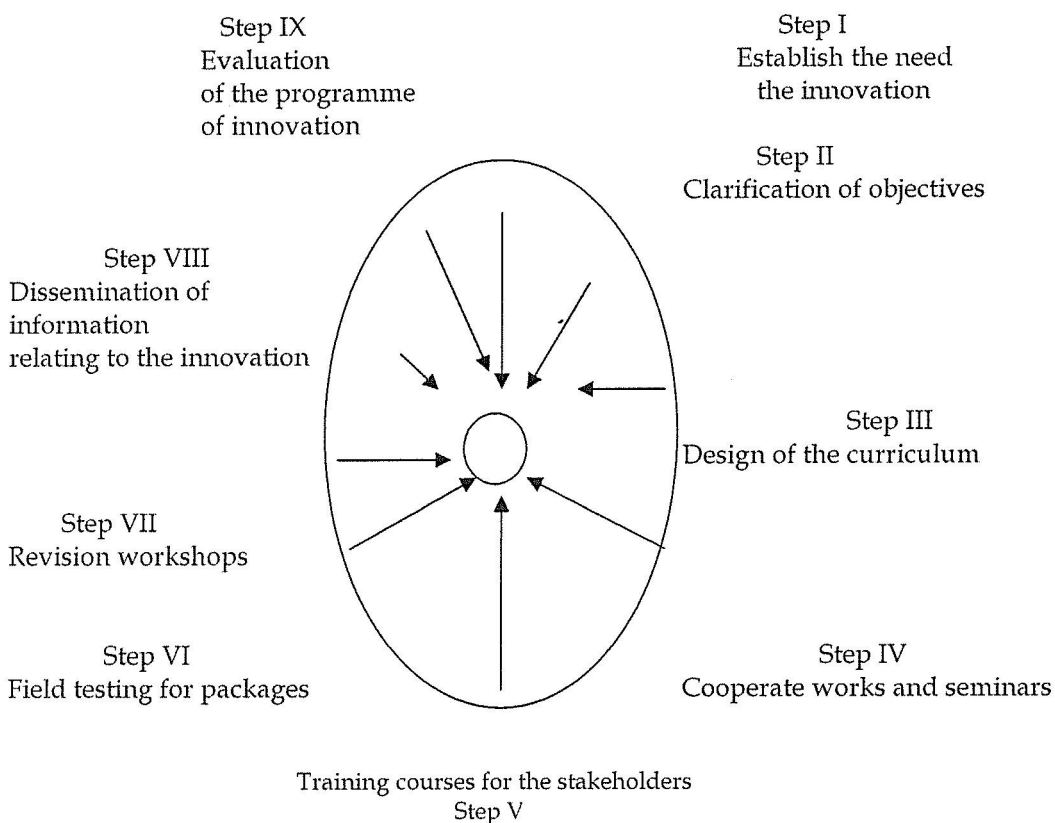 Step IX
Evaluation
of the programme
of innovation
Step I
Establish the need
the innovation
Step II
Clarification of objectives
Step VIII
Dissemination of
information
relating to the innovation
Step III
Design of the curriculum
Step VII
Revision workshops
Step VI
Field testing for packages
Step IV
Cooperate works and seminars
Training courses for the stakeholders
Step V